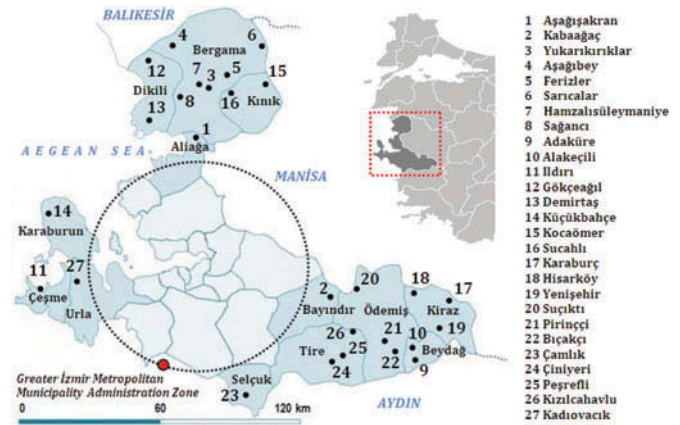 BALIKESİR
4
Bergama
6
12
7
3
5
15
Dikili
8
16
Kınık
13
1
Aliağa
AEGEAN SEA
MANİSA
14
Karaburun
11
27
Çeşme
Urla
2
20
18
17
Bayındır
Ödemiş
Kiraz
26
21
10
19
Tire
25
Beydağ
24
22
9
Selçuk
23
AYDIN
Greater İzmir Metropolitan
Municipality Administration Zone
0
60
120 km
1 Aşağışakran
2 Kabaağaç
3 Yukarıkırıklar
4 Aşağıbey
5 Ferizler
6 Sarıcalar
7 Hamzalısüleymaniye
8 Sağancı
9 Adaküre
10 Alakeçili
11 Ildırı
12 Gökçeağıl
13 Demirtaş
14 Küçükbahçe
15 Kocaömer
16 Sucahlı
17 Karaburç
18 Hisarköy
19 Yenişehir
20 Suçıktı
21 Pirinççi
22 Bıçakçı
23 Çamlık
24 Çiniyeri
25 Peşrefli
26 Kızılcahavlu
27 Kadıovacık